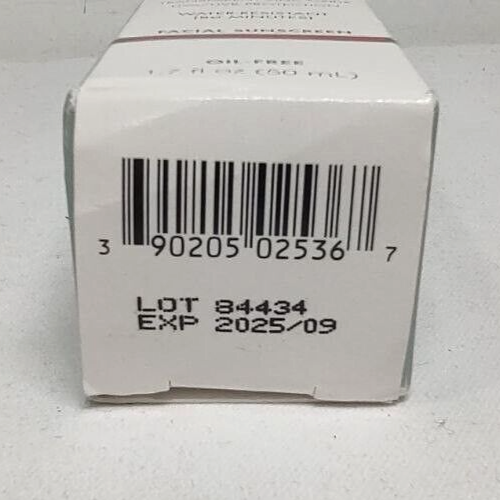 WATER RESISTANT
(80 MINUTES)
FACIAL SUNSCREEN
OIL-FREE
1.7 fl oz (50 mL)
3 90205 02536 7
LOT 84434
EXP 2025/09